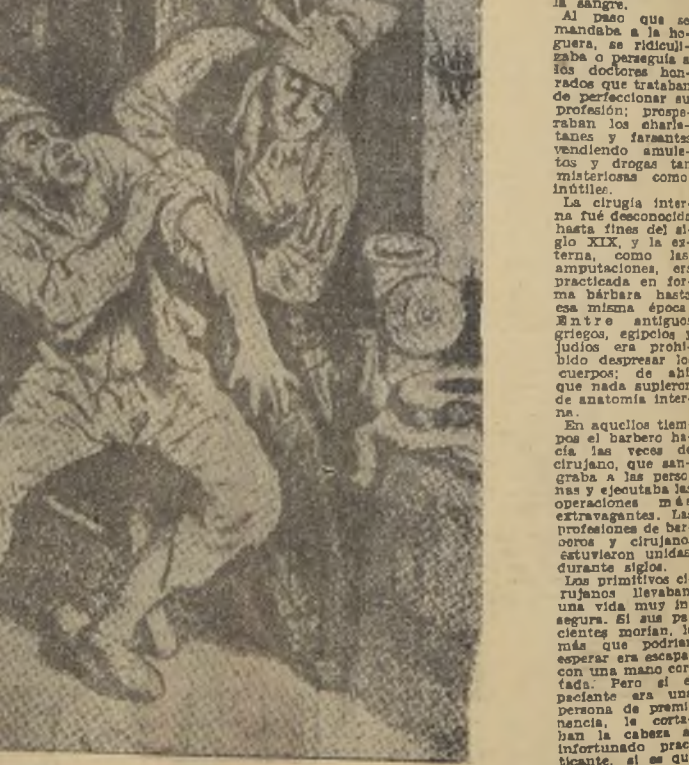 la sangre.
Al paso que se
mandaba a la ho-
guera, se ridiculi-
zaba o perseguía a
los doctores hon-
rados que trataban
de perfeccionar su
profesión; prospe-
raban los charla-
tanes y farsantes
vendiendo amule-
tos y drogas tan
misteriosas como
inútiles.
La cirugía inter-
na fué desconocida
hasta fines del si-
glo XIX, y la ex-
terna, como las
amputaciones, era
practicada en for-
ma bárbara hasta
esa misma época.
Entre antiguos
griegos, egipcios y
judíos era prohi-
bido despresar los
cuerpos; de ahí
que nada supieron
de anatomía inter-
na.
En aquellos tiem-
pos el barbero ha-
cía las veces de
cirujano, que san-
graba a las perso-
nas y ejecutaba las
operaciones más
extravagantes. Las
profesiones de bar-
beros y cirujanos
estuvieron unidas
durante siglos.
Los primitivos ci-
rujanos llevaban
una vida muy in-
segura. Si sus pa-
cientes morían, lo
más que podrían
esperar era escapar
con una mano cor-
tada. Pero si el
paciente era una
persona de premi-
nencia, le corta-
ban la cabeza al
infortunado prac-
ticante, si es que